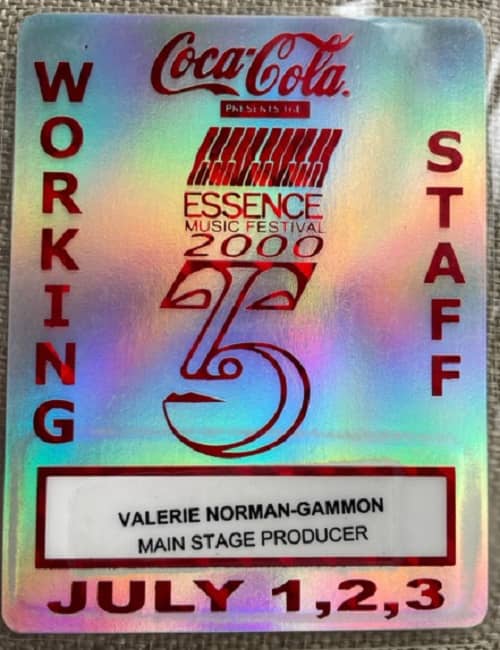 Coca-Cola
PRESENTS THE
ESSENCE
MUSIC FESTIVAL
2000
5
WORKING
STAFF
VALERIE NORMAN-GAMMON
MAIN STAGE PRODUCER
JULY 1,2,3